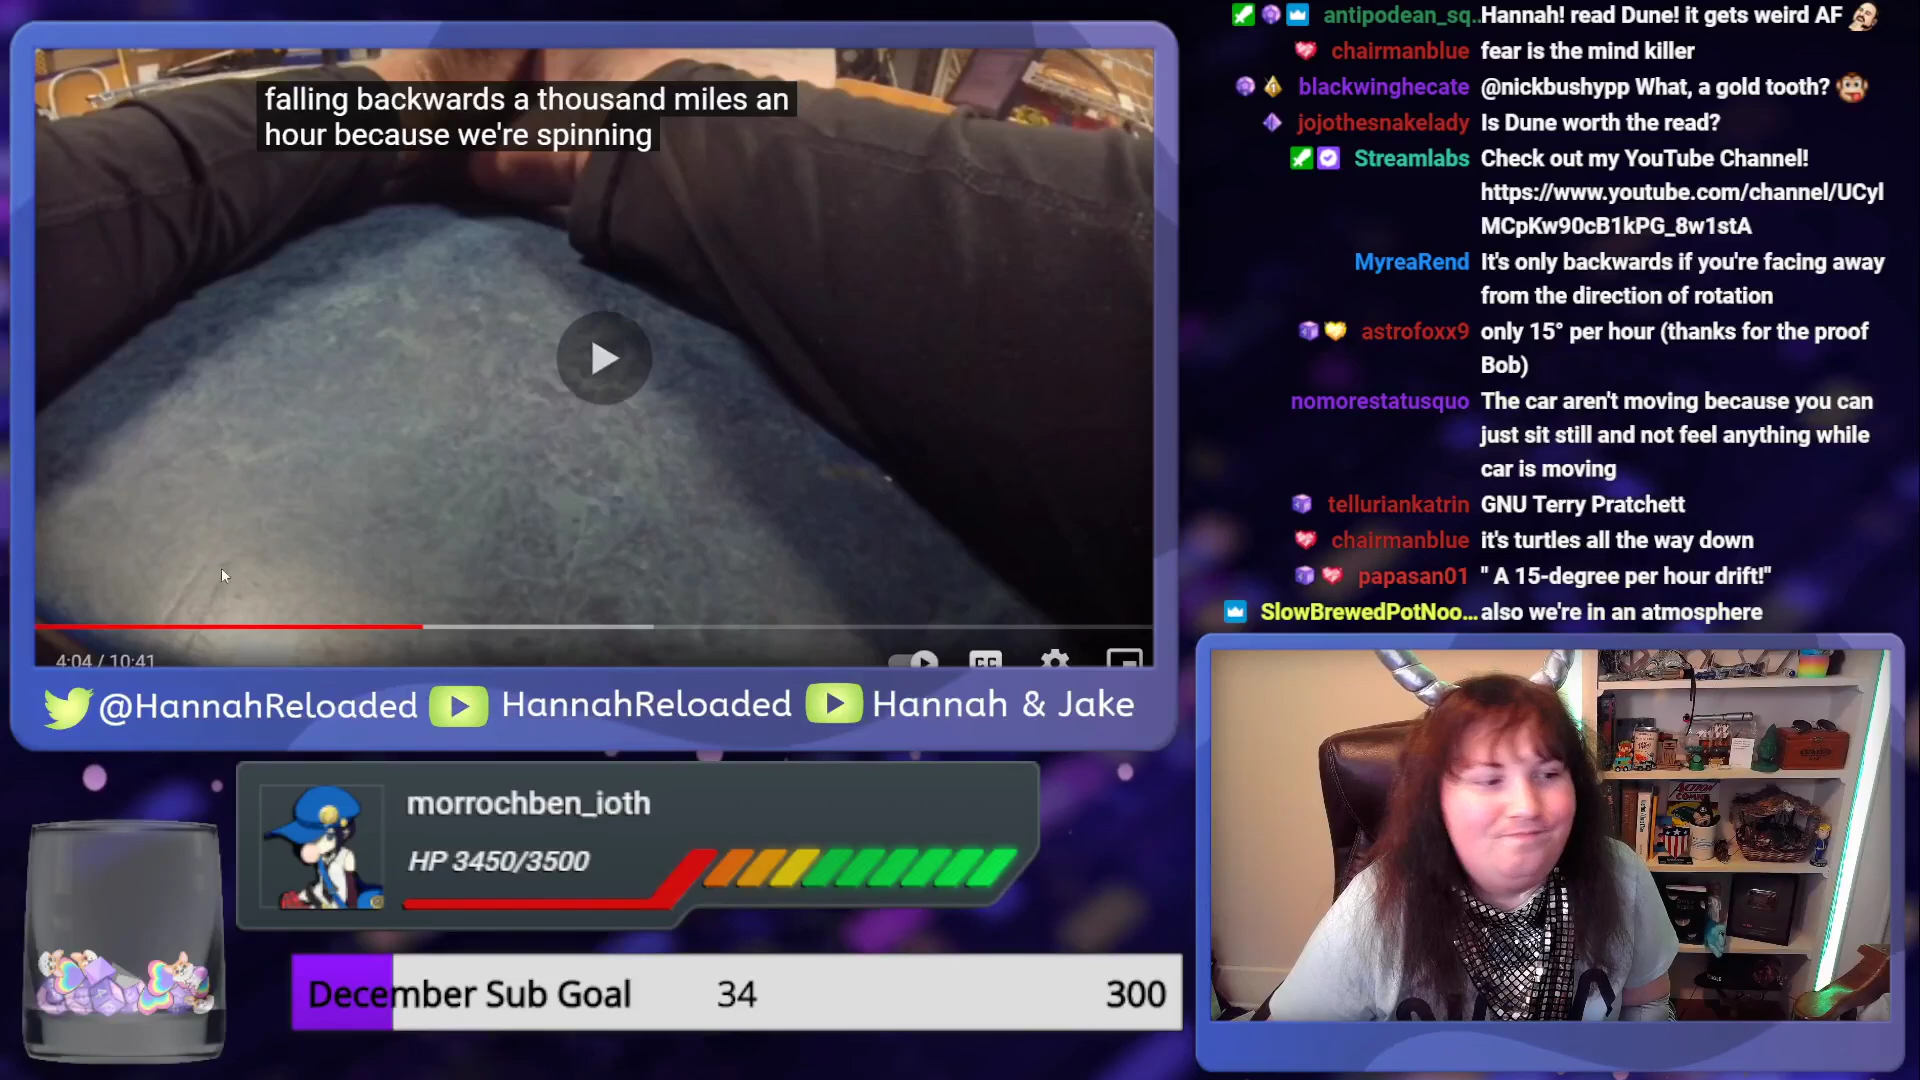 falling backwards a thousand miles an
hour because we're spinning
4:04 / 10:41
CC
@HannahReloaded HannahReloaded Hannah & Jake
morrochben_ioth
HP 3450/3500
December Sub Goal 34 300
antipodean_sq.. Hannah! read Dune! it gets weird AF
chairmanblue fear is the mind killer
blackwinghecate @nickbushypp What, a gold tooth?
jojothesnakelady Is Dune worth the read?
Streamlabs Check out my YouTube Channel!
https://www.youtube.com/channel/UCyl
MCpKw90cB1kPG_8w1stA
MyreaRend It's only backwards if you're facing away
from the direction of rotation
astrofoxx9 only 15° per hour (thanks for the proof
Bob)
nomorestatusquo The car aren't moving because you can
just sit still and not feel anything while
car is moving
telluriankatrin GNU Terry Pratchett
chairmanblue it's turtles all the way down
papasan01 " A 15-degree per hour drift!"
SlowBrewedPotNoo... also we're in an atmosphere
ACTION
COMICS